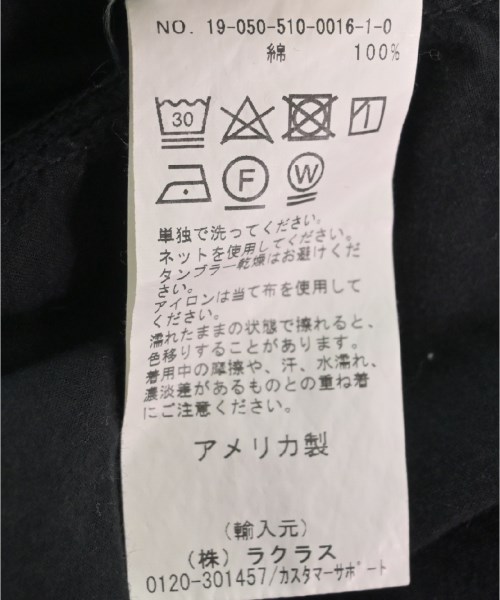 NO. 19-050-510-0016-1-0
綿 100%
30
F
W
単独で洗ってください。
ネットを使用してください。
タンブラー乾燥はお避けくだ
さい。
アイロンは当て布を使用して
ください。
濡れたままの状態で擦れると、
色移りすることがあります。
着用中の摩擦や、汗、水濡れ、
濃淡差があるものとの重ね着
にご注意ください。
アメリカ製
(輸入元)
(株) ラクラス
0120-301457/カスタマーサポート